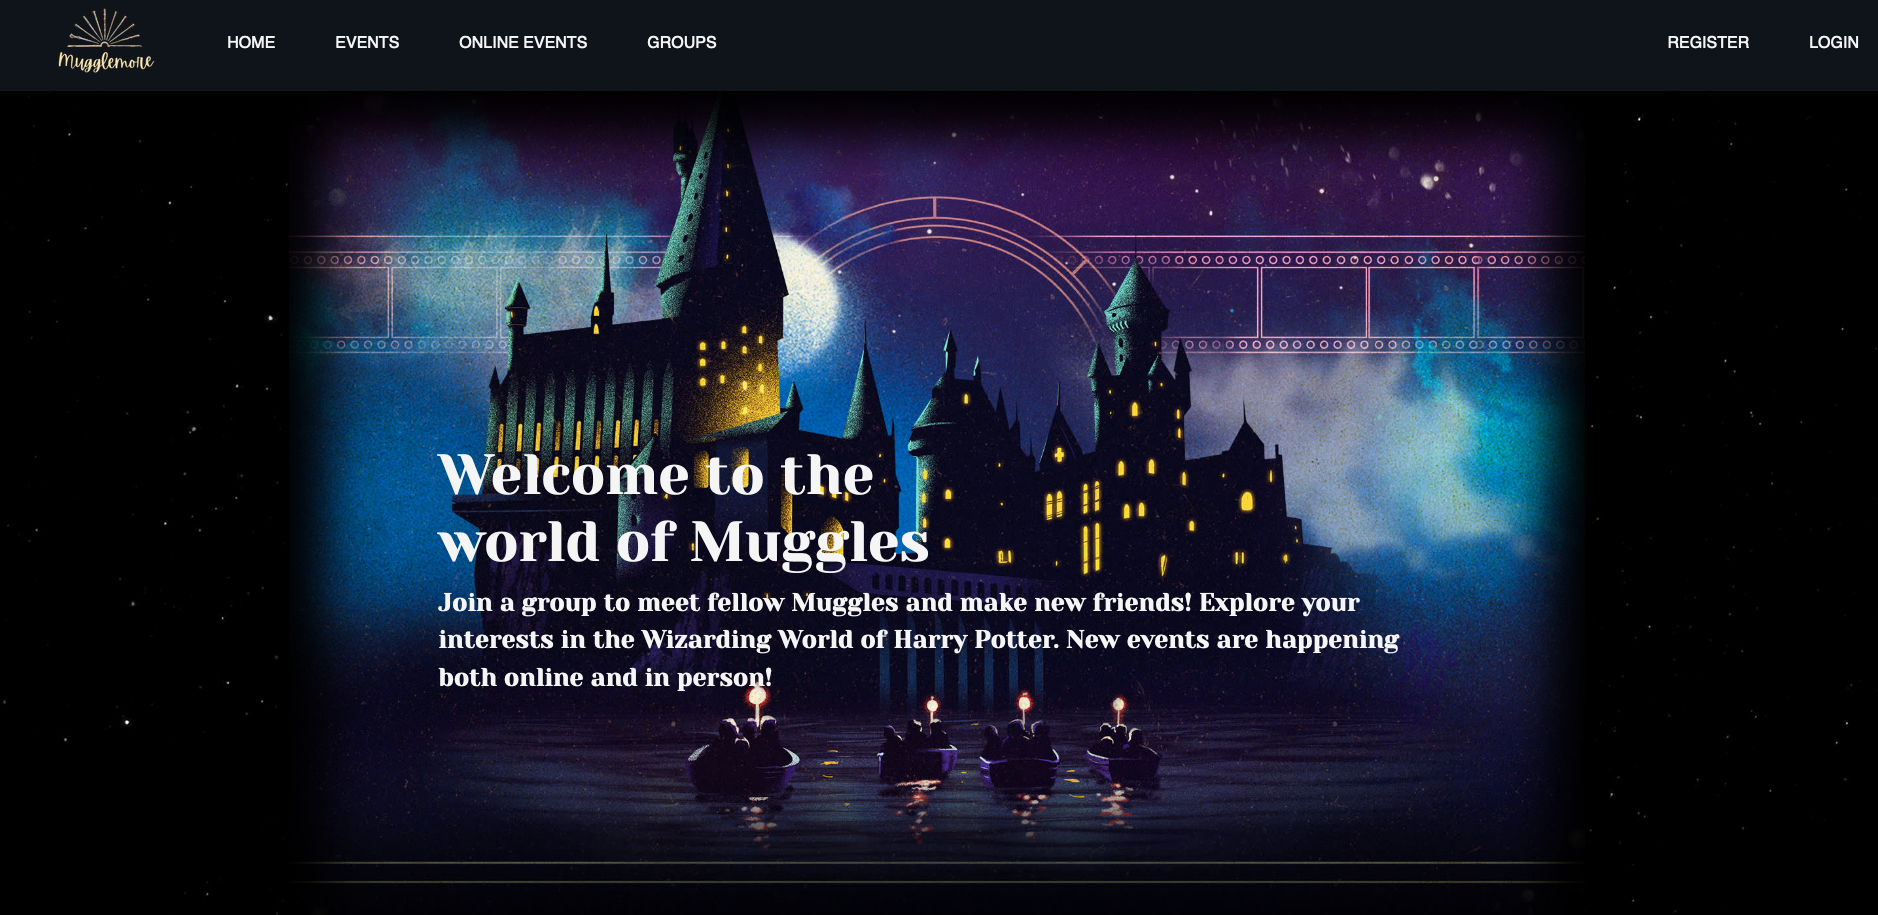 Mugglemore
HOME
EVENTS
ONLINE EVENTS
GROUPS
REGISTER
LOGIN
Welcome to the
world of Muggles
Join a group to meet fellow Muggles and make new friends! Explore your
interests in the Wizarding World of Harry Potter. New events are happening
both online and in person!